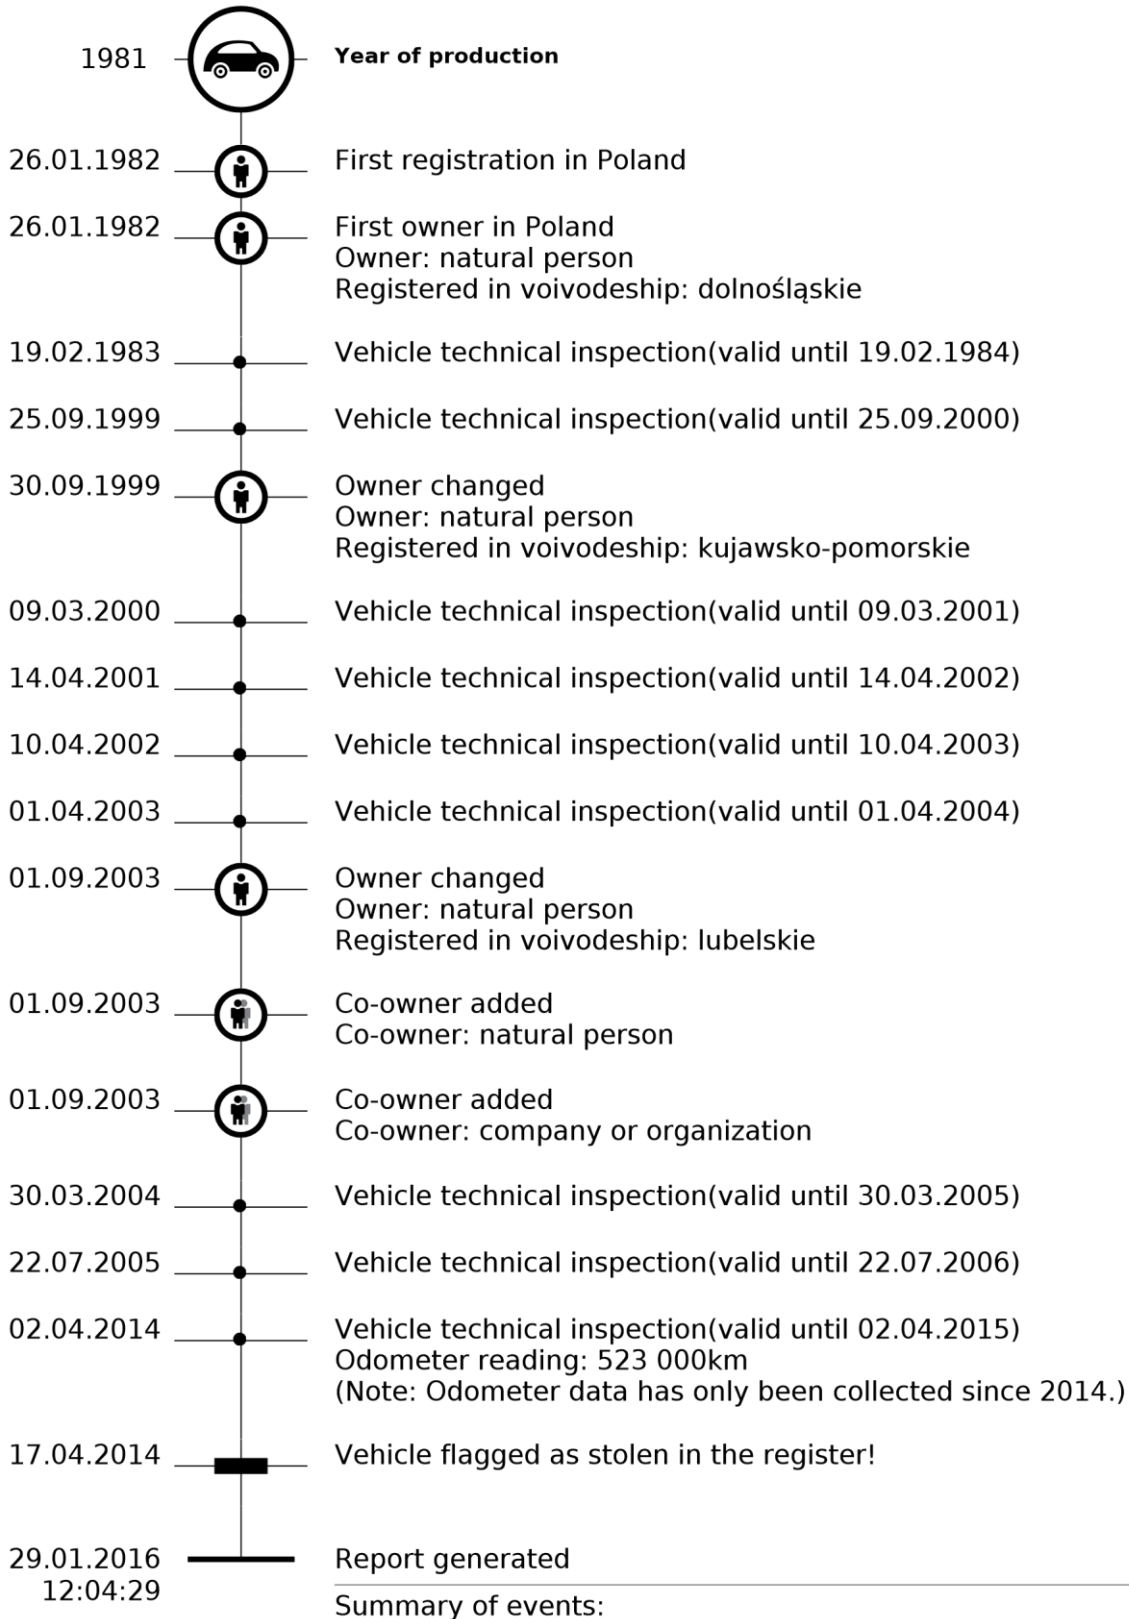 1981 Year of production
26.01.1982 First registration in Poland
26.01.1982 First owner in Poland
Owner: natural person
Registered in voivodeship: dolnośląskie
19.02.1983 Vehicle technical inspection(valid until 19.02.1984)
25.09.1999 Vehicle technical inspection(valid until 25.09.2000)
30.09.1999 Owner changed
Owner: natural person
Registered in voivodeship: kujawsko-pomorskie
09.03.2000 Vehicle technical inspection(valid until 09.03.2001)
14.04.2001 Vehicle technical inspection(valid until 14.04.2002)
10.04.2002 Vehicle technical inspection(valid until 10.04.2003)
01.04.2003 Vehicle technical inspection(valid until 01.04.2004)
01.09.2003 Owner changed
Owner: natural person
Registered in voivodeship: lubelskie
01.09.2003 Co-owner added
Co-owner: natural person
01.09.2003 Co-owner added
Co-owner: company or organization
30.03.2004 Vehicle technical inspection(valid until 30.03.2005)
22.07.2005 Vehicle technical inspection(valid until 22.07.2006)
02.04.2014 Vehicle technical inspection(valid until 02.04.2015)
Odometer reading: 523 000km
(Note: Odometer data has only been collected since 2014.)
17.04.2014 Vehicle flagged as stolen in the register!
29.01.2016 Report generated
12:04:29
Summary of events: